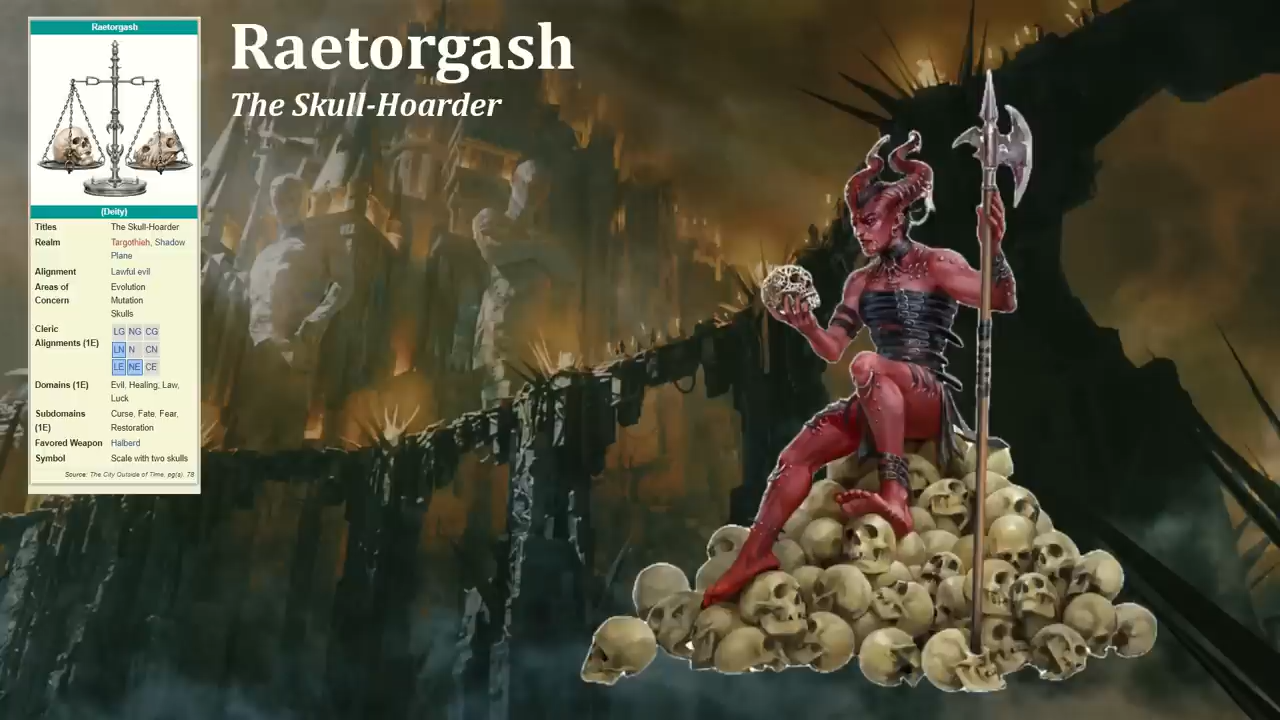 Raetorgash
The Skull-Hoarder
Raetorgash
(Deity)
Titles The Skull-Hoarder
Realm Targothieh, Shadow
Plane
Alignment Lawful evil
Areas of Evolution
Concern Mutation
Skulls
Cleric LG NG CG
Alignments (1E) LN N CN
LE NE CE
Domains (1E) Evil, Healing, Law,
Luck
Subdomains Curse, Fate, Fear,
(1E) Restoration
Favored Weapon Halberd
Symbol Scale with two skulls
Source: The City Outside of Time, pg(s). 78